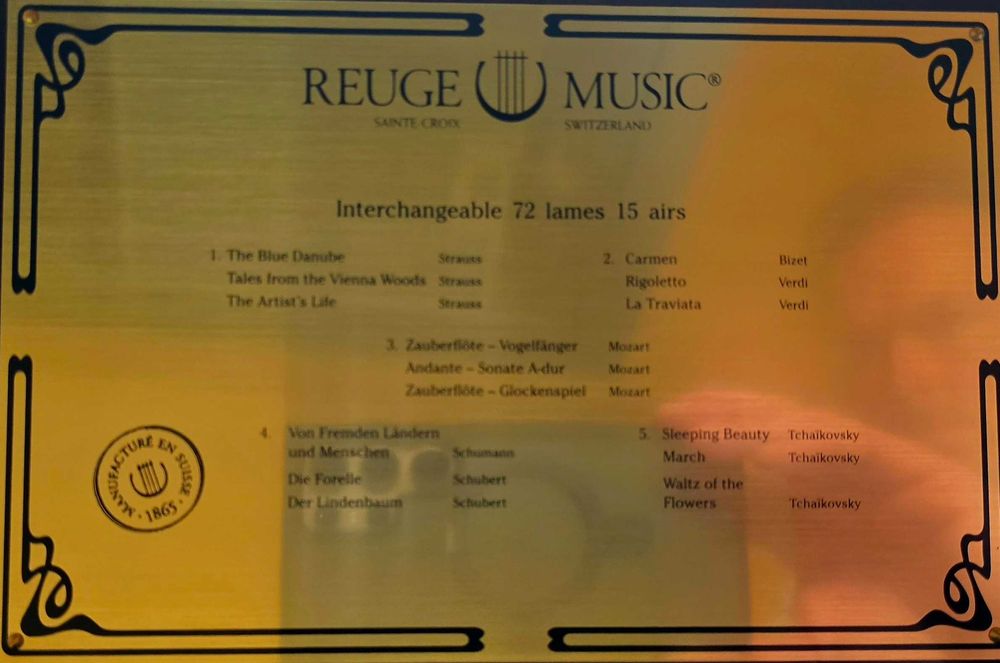 REUGE MUSIC®
SAINTE-CROIX SWITZERLAND
Interchangeable 72 lames 15 airs
1. The Blue Danube Strauss
Tales from the Vienna Woods Strauss
The Artist's Life Strauss
2. Carmen Bizet
Rigoletto Verdi
La Traviata Verdi
3. Zauberflöte – Vogelfänger Mozart
Andante – Sonate A-dur Mozart
Zauberflöte – Glockenspiel Mozart
4. Von Fremden Ländern
und Menschen Schumann
Die Forelle Schubert
Der Lindenbaum Schubert
5. Sleeping Beauty Tchaïkovsky
March Tchaïkovsky
Waltz of the
Flowers Tchaïkovsky
MANUFACTURÉ EN SUISSE · 1865 ·